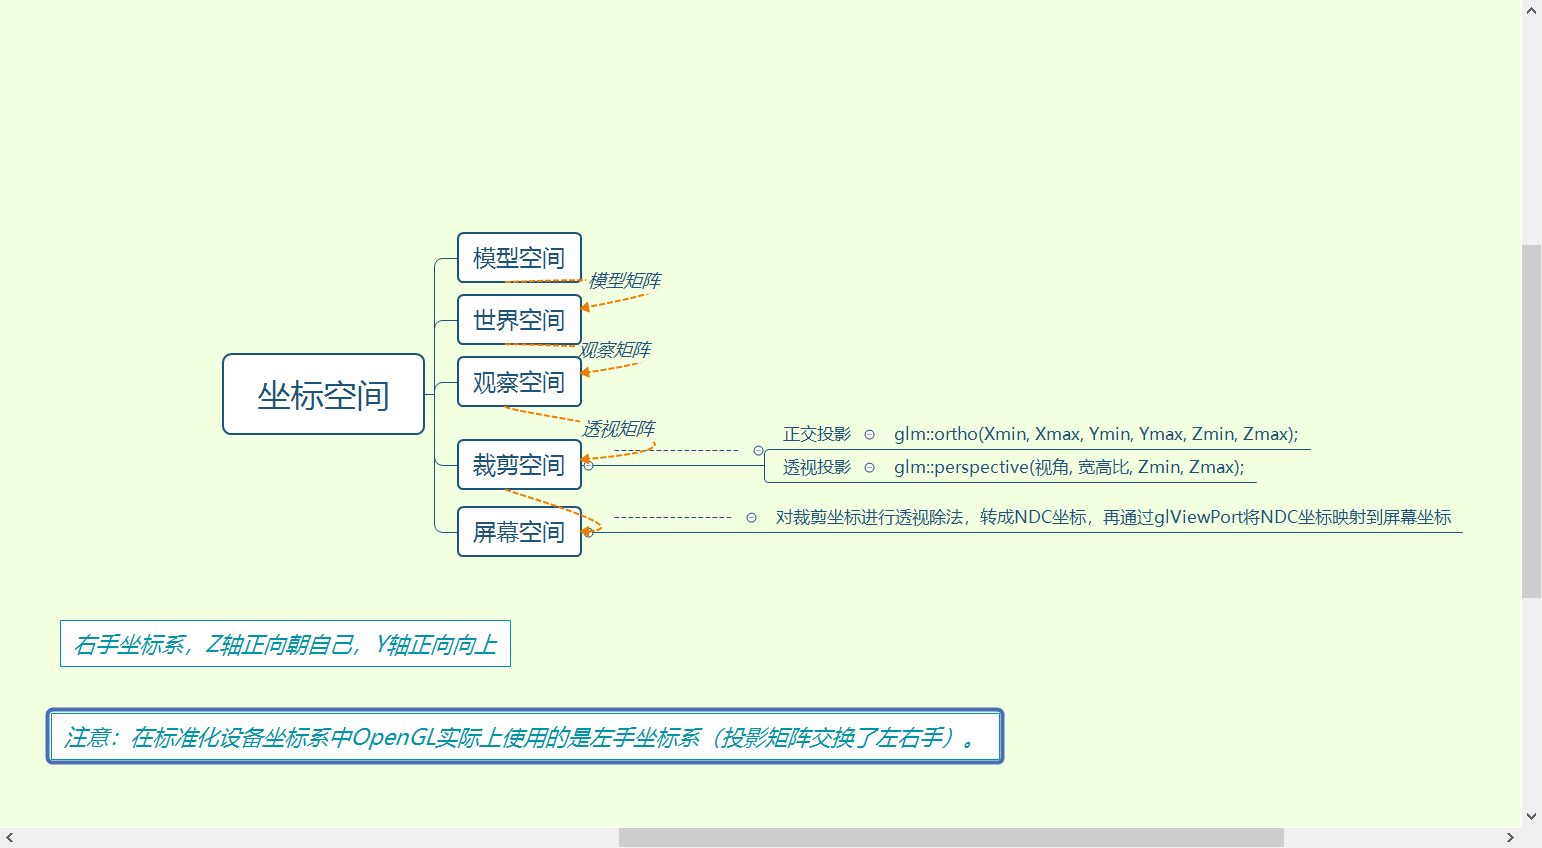 模型空间
模型矩阵
世界空间
观察矩阵
观察空间
坐标空间
透视矩阵
正交投影 glm::ortho(Xmin, Xmax, Ymin, Ymax, Zmin, Zmax);
裁剪空间
透视投影 glm::perspective(视角, 宽高比, Zmin, Zmax);
对裁剪坐标进行透视除法，转成NDC坐标，再通过glViewPort将NDC坐标映射到屏幕坐标
屏幕空间
右手坐标系，Z轴正向朝自己，Y轴正向向上
注意：在标准化设备坐标系中OpenGL实际上使用的是左手坐标系（投影矩阵交换了左右手）。